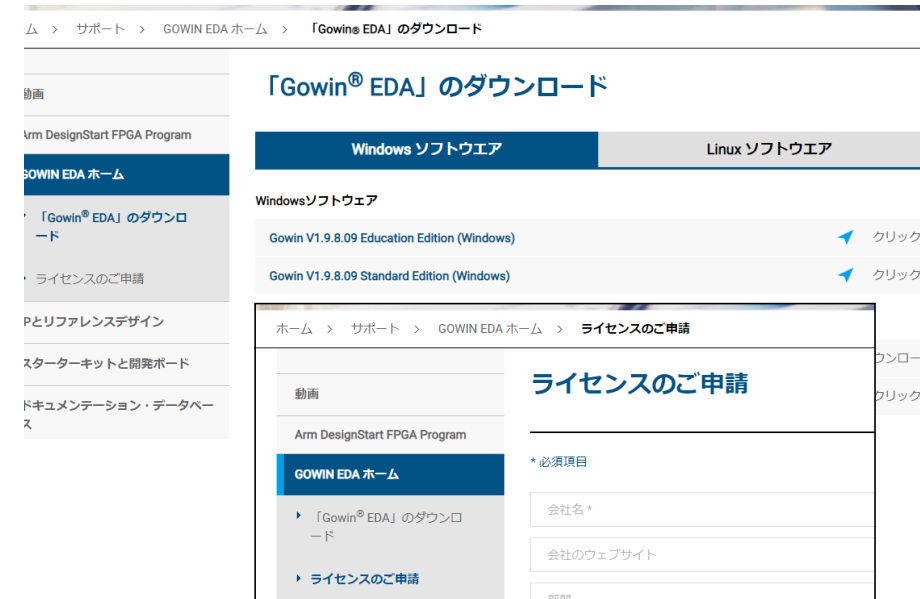 ム > サポート > GOWIN EDA ホーム > 「Gowin® EDA」のダウンロード
動画
Arm DesignStart FPGA Program
GOWIN EDA ホーム
「Gowin® EDA」のダウンロ
ード
ライセンスのご申請
Pとリファレンスデザイン
スターターキットと開発ボード
ドキュメンテーション・データベー
ス
「Gowin® EDA」のダウンロード
Windows ソフトウエア
Linux ソフトウエア
Windowsソフトウェア
Gowin V1.9.8.09 Education Edition (Windows)
クリック
Gowin V1.9.8.09 Standard Edition (Windows)
クリック
ウンロー
クリック
ホーム > サポート > GOWIN EDA ホーム > ライセンスのご申請
動画
Arm DesignStart FPGA Program
GOWIN EDA ホーム
「Gowin® EDA」のダウンロ
ード
ライセンスのご申請
ライセンスのご申請
* 必須項目
会社名 *
会社のウェブサイト